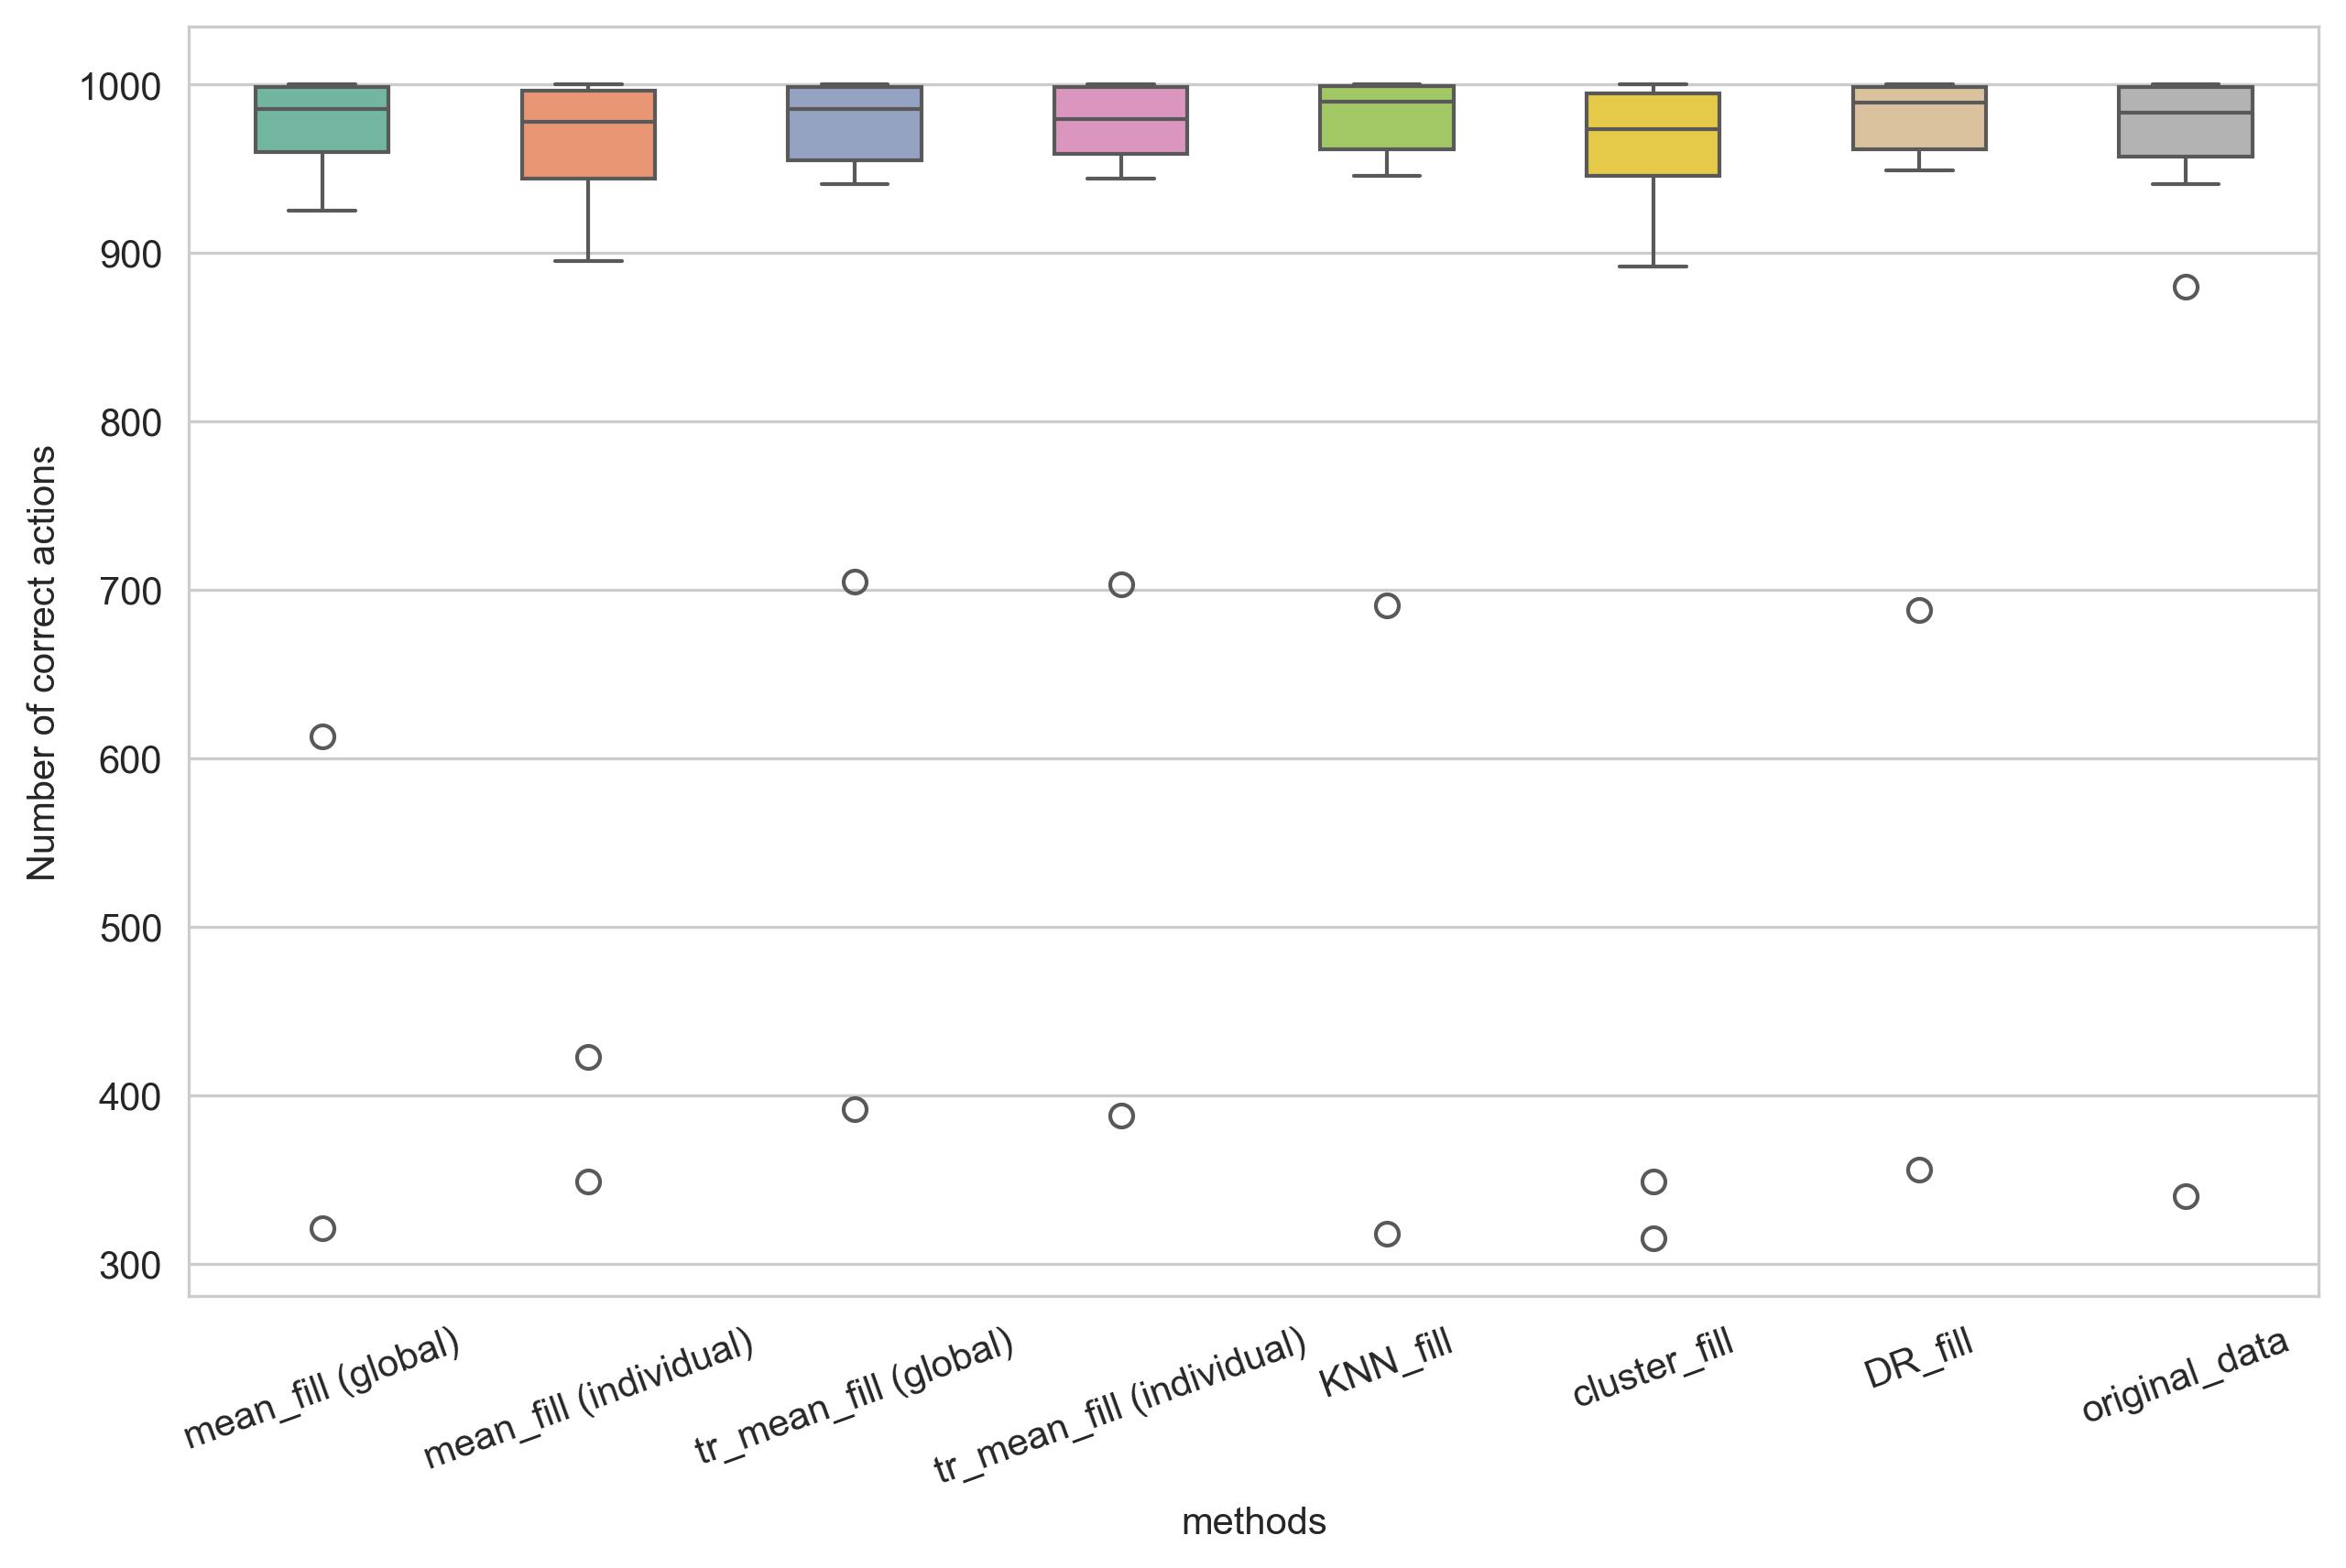 Number of correct actions
1000
900
800
700
600
500
400
300
mean_fill (global)
mean_fill (individual)
tr_mean_fill (global)
tr_mean_fill (individual)
KNN_fill
cluster_fill
DR_fill
original_data
methods